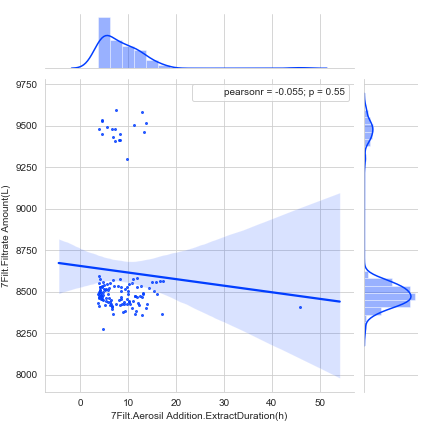 pearsonr = -0.055; p = 0.55
9750
9500
9250
9000
8750
8500
8250
8000
7Filt.Filtrate Amount(L)
0 10 20 30 40 50
7Filt.Aerosil Addition.ExtractDuration(h)